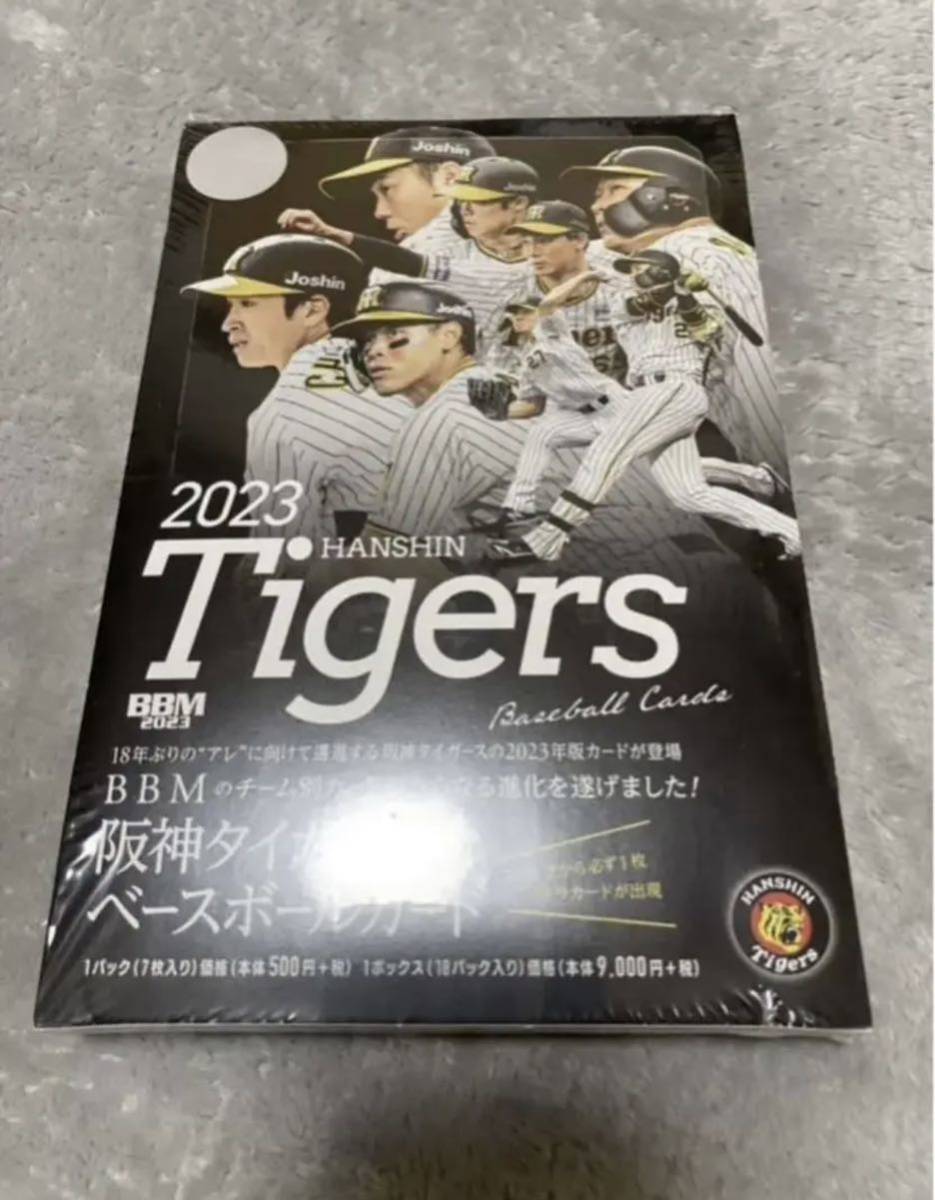 Joshin
Joshin
Joshin
2023
HANSHIN
Tigers
BBM
2023
Baseball Cards
18年ぶりの"アレ"に向けて邁進する阪神タイガースの2023年版カードが登場
BBMのチーム別 進化を遂げました!
阪神タイガ
ベースボールカード
から必ず1枚
カードが出現
1パック(7枚入り)価格(本体500円+税) 1ボックス(18パック入り)価格(本体9,000円+税)
HANSHIN
Tigers